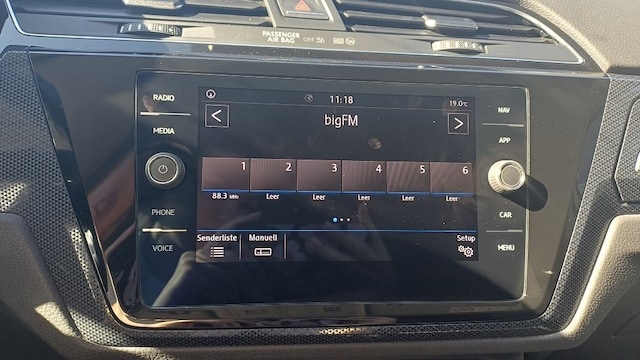 PASSENGER
AIR BAG OFF
RADIO
MEDIA
PHONE
VOICE
11:18
19.0°C
<
bigFM
>
1 2 3 4 5 6
88.3 MHz Leer Leer Leer Leer Leer
Senderliste Manuell Setup
NAV
APP
CAR
MENU